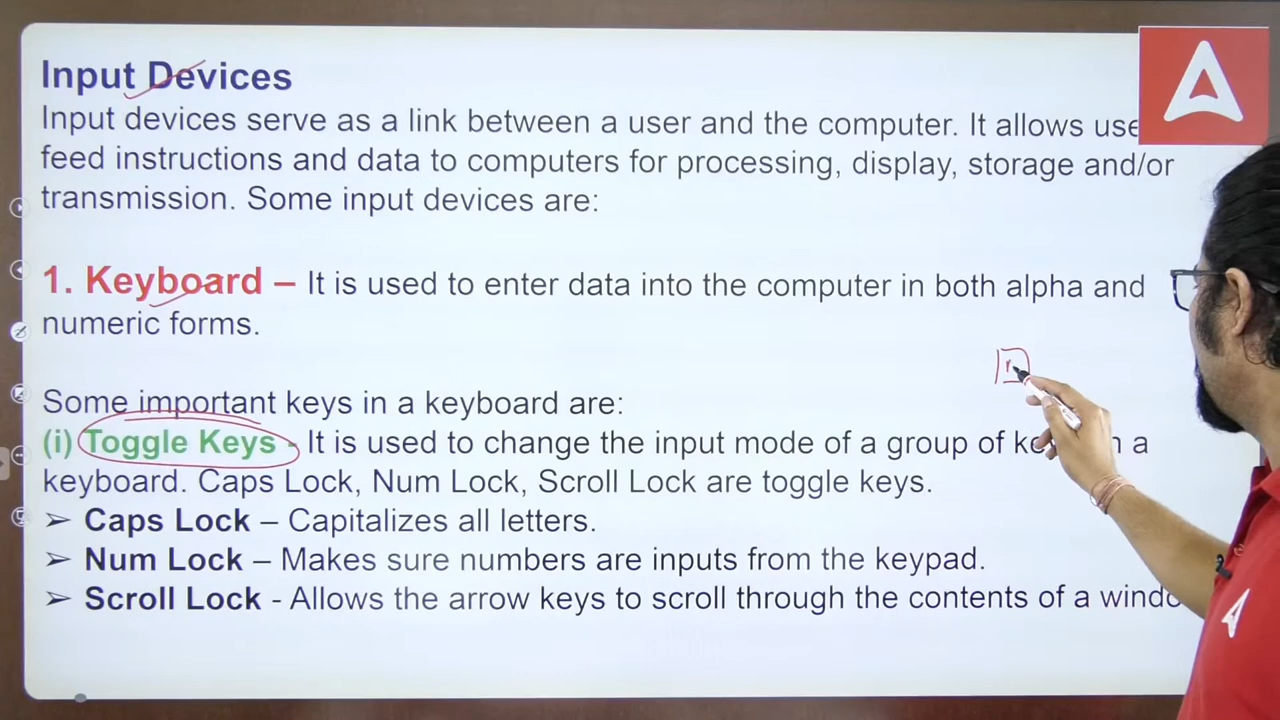 Input Devices
Input devices serve as a link between a user and the computer. It allows use
feed instructions and data to computers for processing, display, storage and/or
transmission. Some input devices are:
1. Keyboard – It is used to enter data into the computer in both alpha and
numeric forms.
Some important keys in a keyboard are:
(i) Toggle Keys - It is used to change the input mode of a group of a
keyboard. Caps Lock, Num Lock, Scroll Lock are toggle keys.
➢ Caps Lock – Capitalizes all letters.
➢ Num Lock – Makes sure numbers are inputs from the keypad.
➢ Scroll Lock - Allows the arrow keys to scroll through the contents of a windo